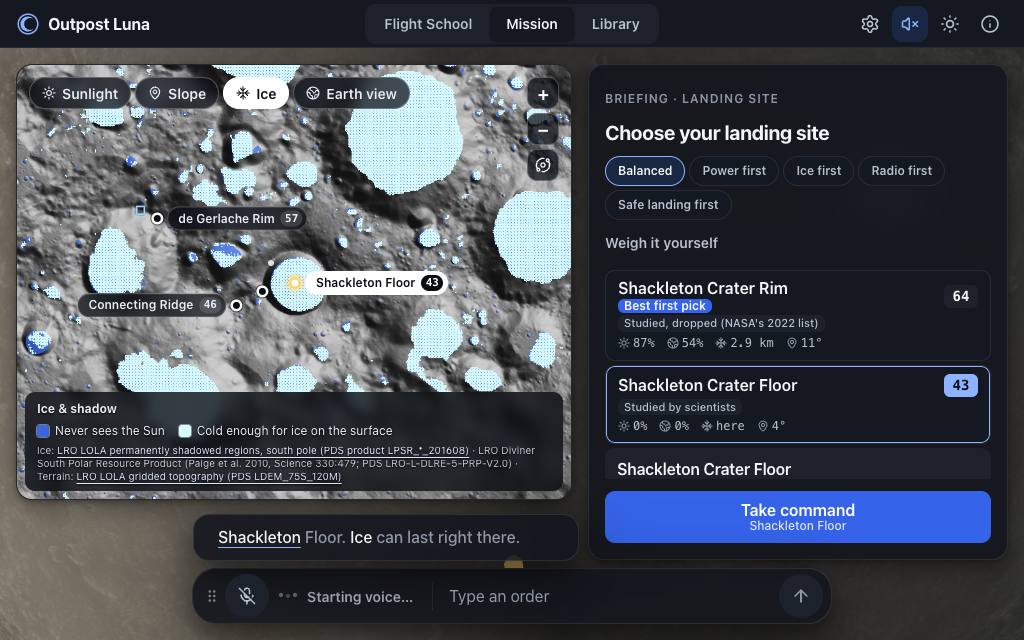 Outpost Luna
Flight School
Mission
Library
Sunlight
Slope
Ice
Earth view
+
−
de Gerlache Rim 57
Shackleton Floor 43
Connecting Ridge 46
Ice & shadow
Never sees the Sun
Cold enough for ice on the surface
Ice: LRO LOLA permanently shadowed regions, south pole (PDS product LPSR_*_201608) · LRO Diviner
South Polar Resource Product (Paige et al. 2010, Science 330:479; PDS LRO-L-DLRE-5-PRP-V2.0) ·
Terrain: LRO LOLA gridded topography (PDS LDEM_75S_120M)
BRIEFING · LANDING SITE
Choose your landing site
Balanced
Power first
Ice first
Radio first
Safe landing first
Weigh it yourself
Shackleton Crater Rim
64
Best first pick
Studied, dropped (NASA's 2022 list)
87% 54% 2.9 km 11°
Shackleton Crater Floor
43
Studied by scientists
0% 0% here 4°
Shackleton Crater Floor
Take command
Shackleton Floor
Shackleton Floor. Ice can last right there.
Starting voice...
Type an order